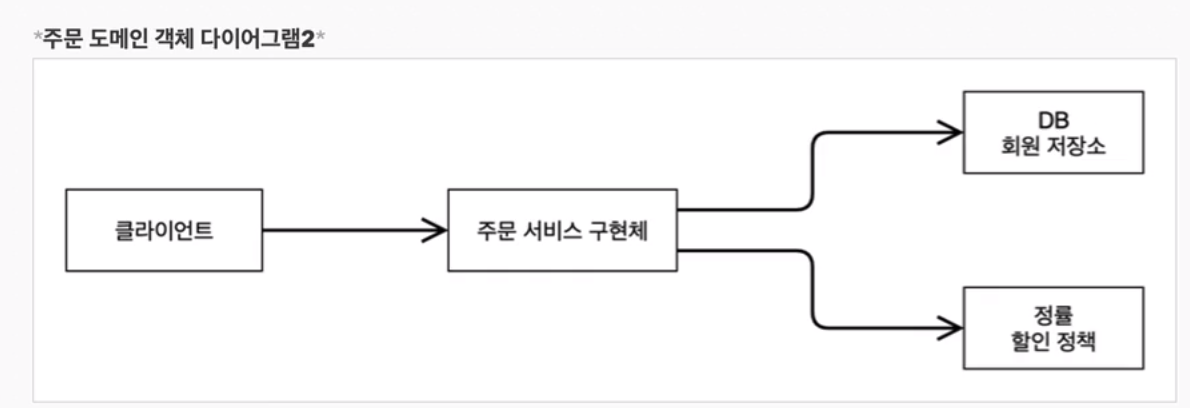 *주문 도메인 객체 다이어그램2*
클라이언트
주문 서비스 구현체
DB
회원 저장소
정률
할인 정책